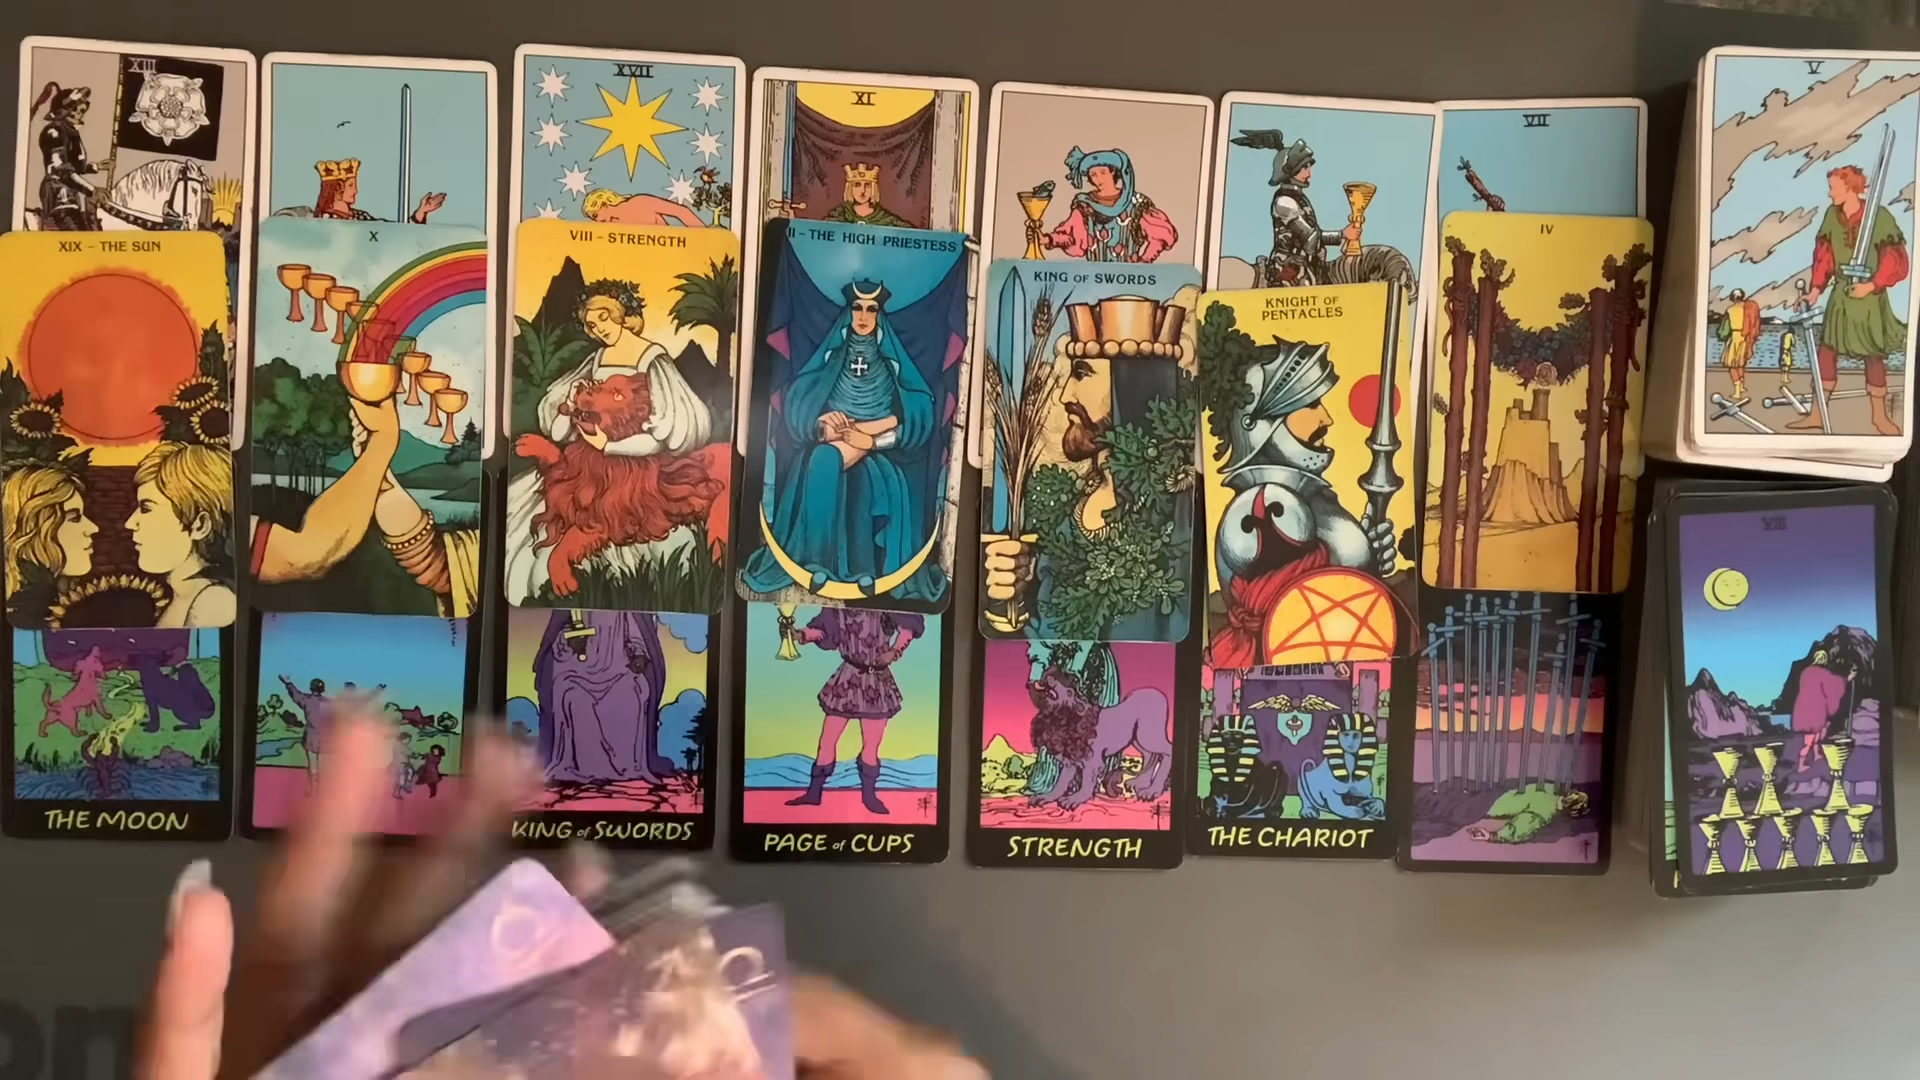 XIII
XVII
XI
VII
V
XIX – THE SUN
X
VIII – STRENGTH
II – THE HIGH PRIESTESS
KING OF SWORDS
KNIGHT OF
PENTACLES
IV
VIII
THE MOON
KING of SWORDS
PAGE of CUPS
STRENGTH
THE CHARIOT